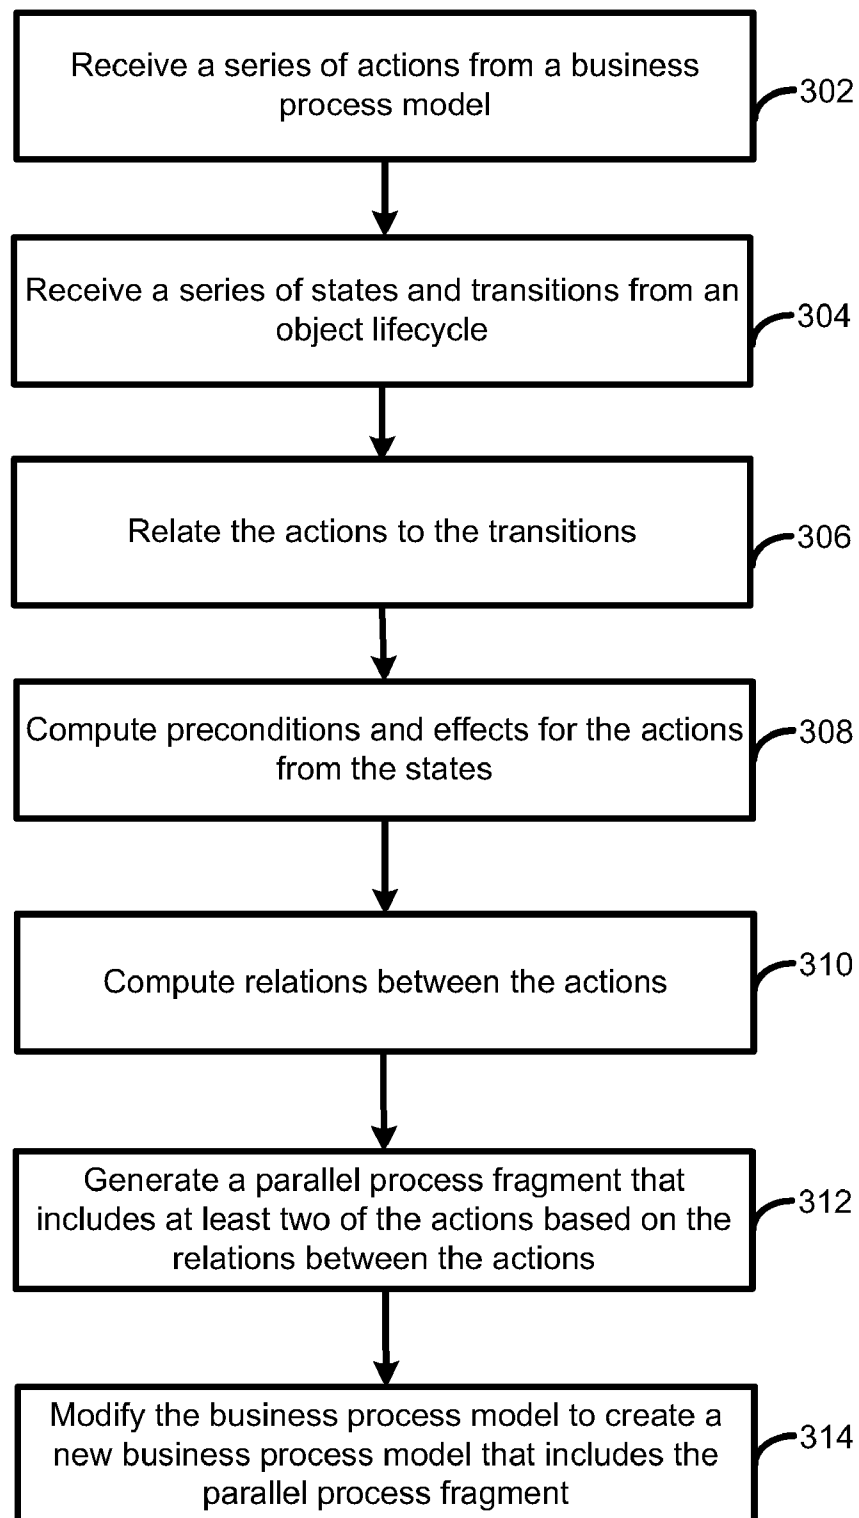 Receive a series of actions from a business
process model
302
Receive a series of states and transitions from an
object lifecycle
304
Relate the actions to the transitions
306
Compute preconditions and effects for the actions
from the states
308
Compute relations between the actions
310
Generate a parallel process fragment that
includes at least two of the actions based on the
relations between the actions
312
Modify the business process model to create a
new business process model that includes the
parallel process fragment
314